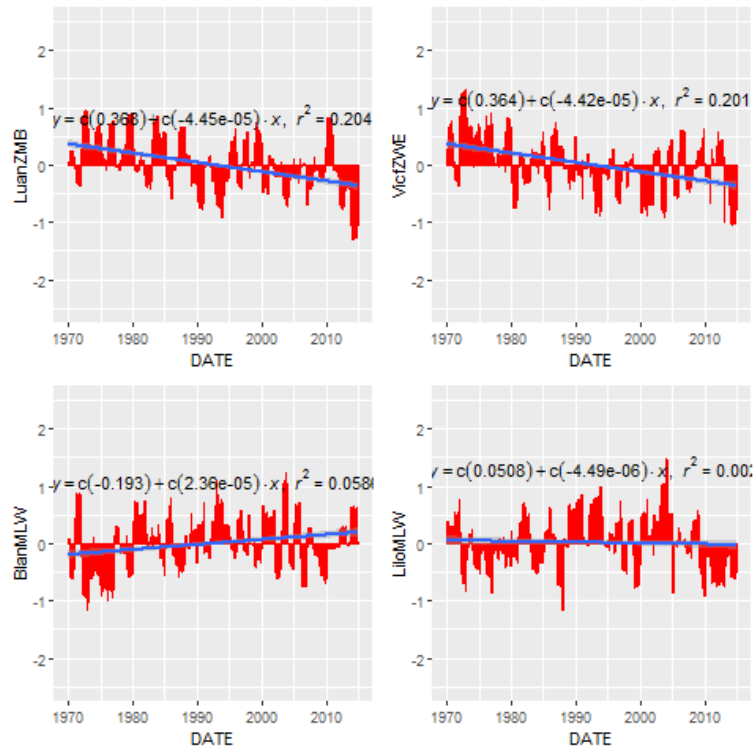 2
y = c(0.368) + c(-4.45e-05) · x, r² = 0.204
1
0
-1
-2
LuanZMB
1970 1980 1990 2000 2010
DATE
2
y = c(0.364) + c(-4.42e-05) · x, r² = 0.201
1
0
-1
-2
VicfZWE
1970 1980 1990 2000 2010
DATE
2
y = c(-0.193) + c(2.36e-05) · x, r² = 0.0586
1
0
-1
-2
BlanMLW
1970 1980 1990 2000 2010
DATE
2
y = c(0.0508) + c(-4.49e-06) · x, r² = 0.002
1
0
-1
-2
LiloMLW
1970 1980 1990 2000 2010
DATE